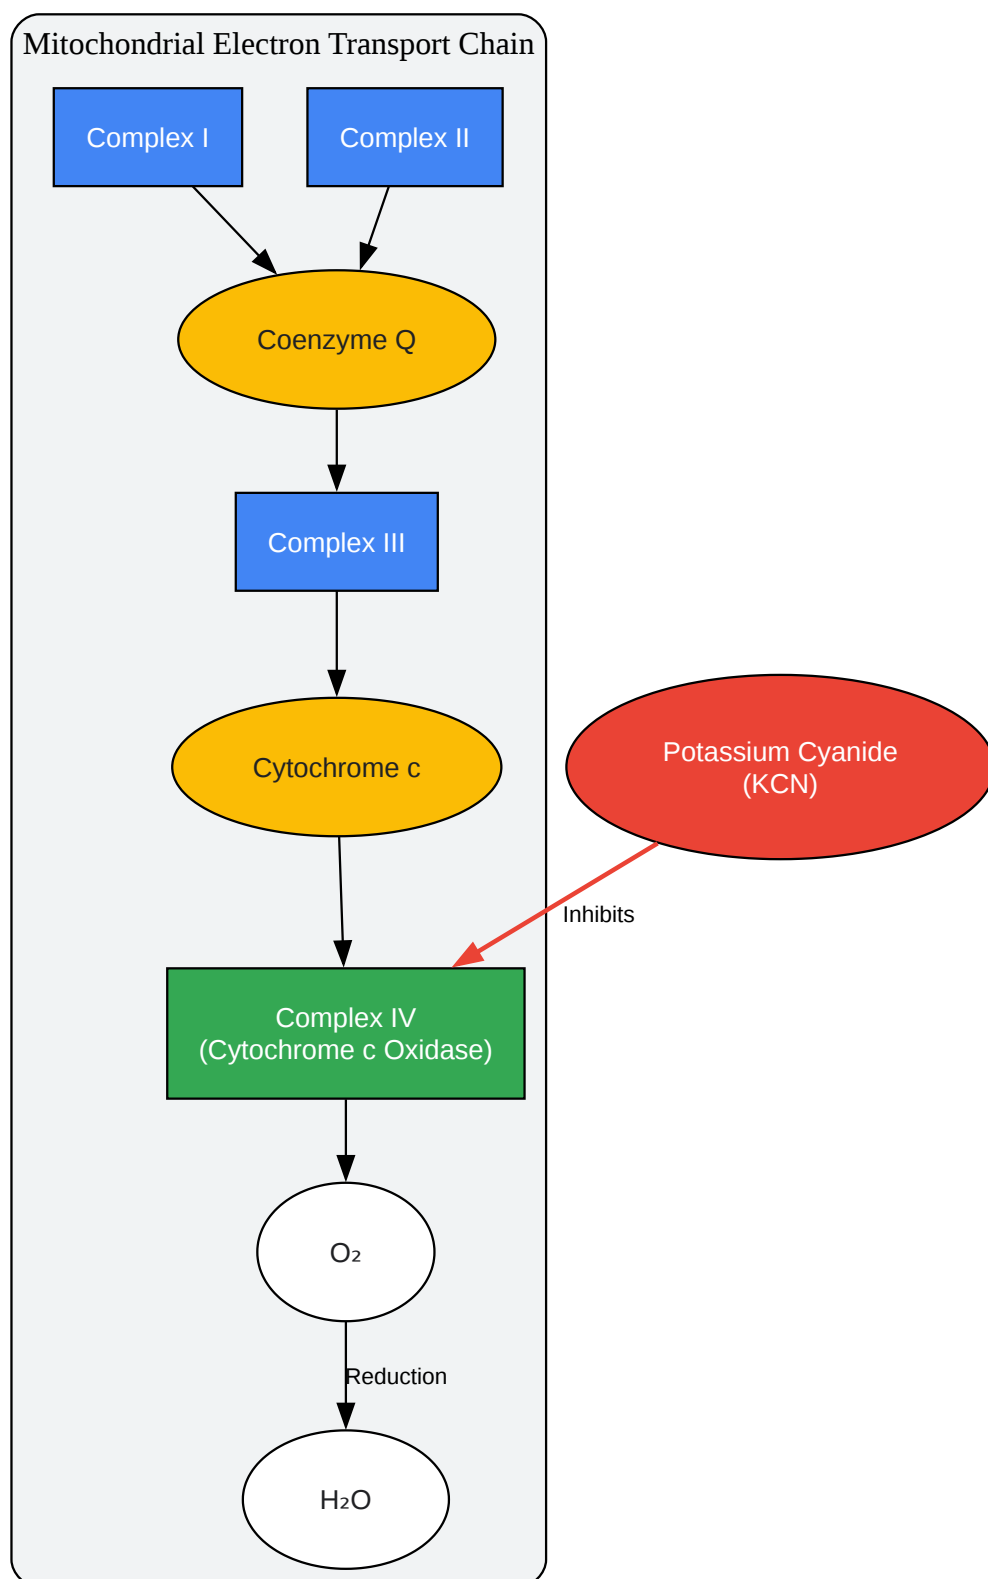 Mitochondrial Electron Transport Chain
Complex I
Complex II
Coenzyme Q
Complex III
Cytochrome c
Potassium Cyanide
(KCN)
Inhibits
Complex IV
(Cytochrome c Oxidase)
O₂
Reduction
H₂O